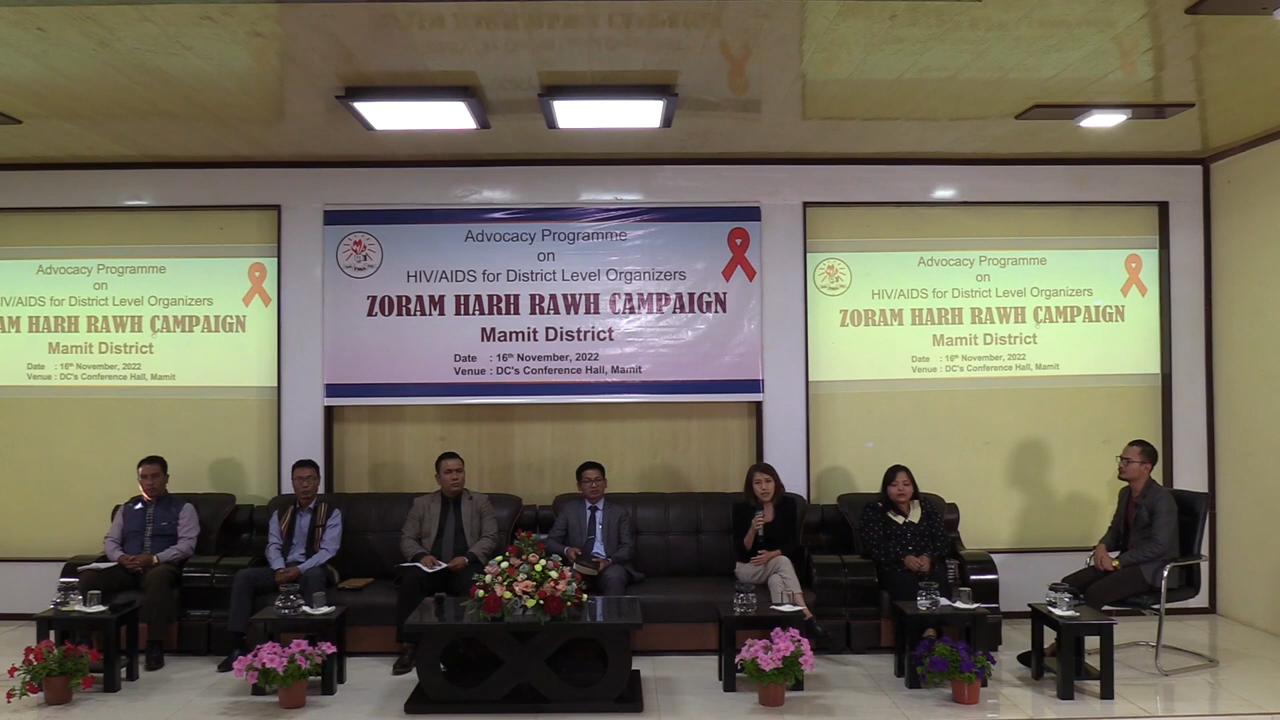 Advocacy Programme
on
HIV/AIDS for District Level Organizers
ZORAM HARH RAWH CAMPAIGN
Mamit District
Date : 16th November, 2022
Venue : DC's Conference Hall, Mamit
Advocacy Programme
on
HIV/AIDS for District Level Organizers
ZORAM HARH RAWH CAMPAIGN
Mamit District
Date : 16th November, 2022
Venue : DC's Conference Hall, Mamit
Advocacy Programme
on
HIV/AIDS for District Level Organizers
ZORAM HARH RAWH CAMPAIGN
Mamit District
Date : 16th November, 2022
Venue : DC's Conference Hall, Mamit